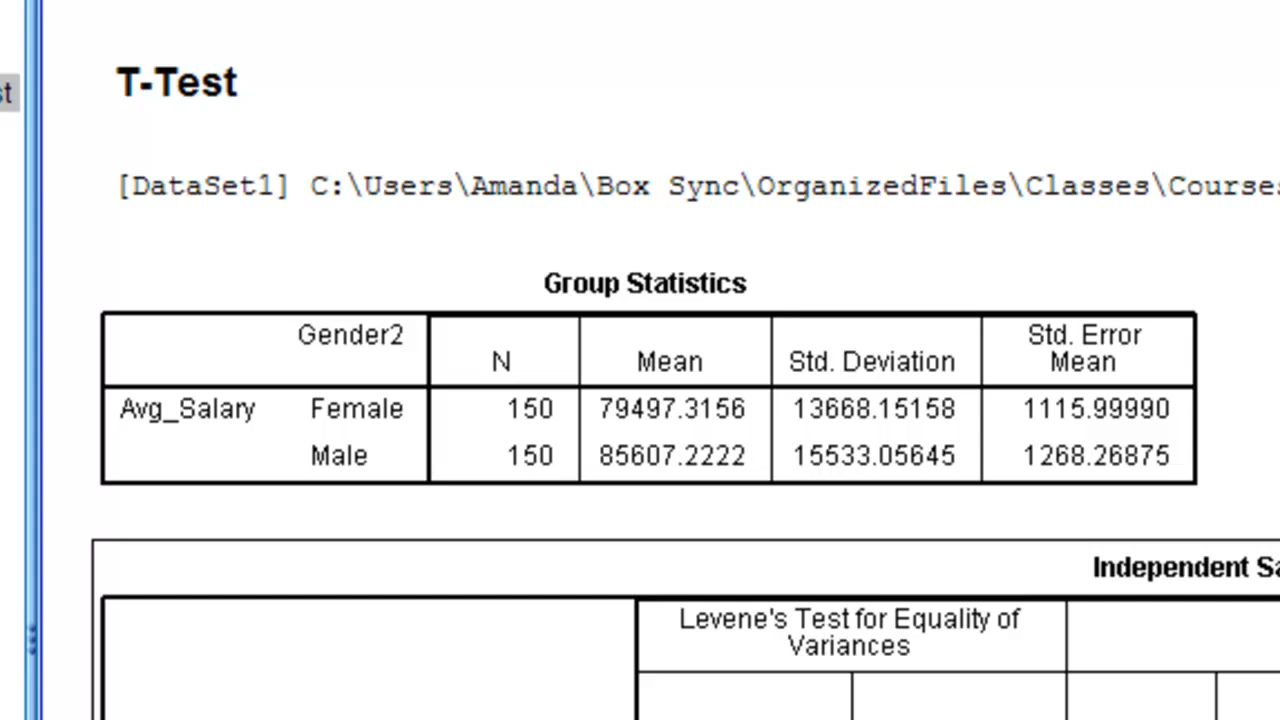 T-Test
st
[DataSet1] C:\Users\Amanda\Box Sync\OrganizedFiles\Classes\Courses
Group Statistics
Gender2 N Mean Std. Deviation Std. Error Mean
Avg_Salary Female 150 79497.3156 13668.15158 1115.99990
Male 150 85607.2222 15533.05645 1268.26875
Independent Sa
Levene's Test for Equality of
Variances